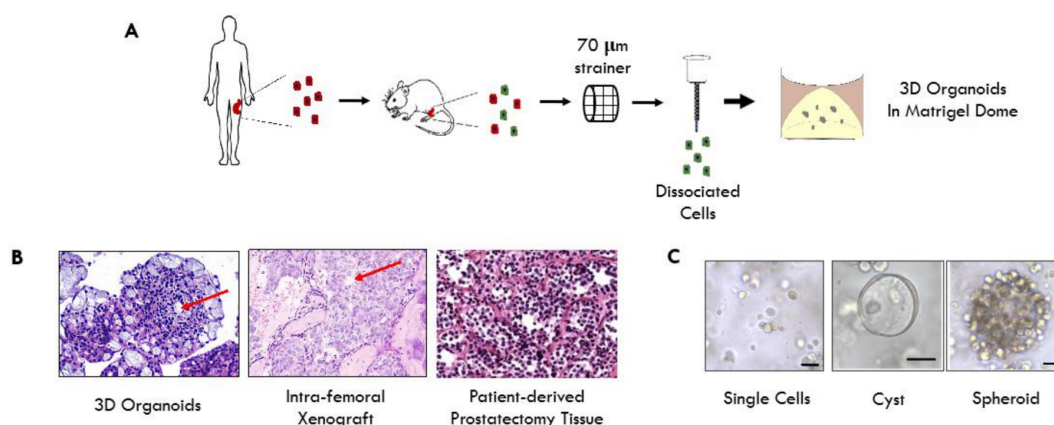 A
70 μm
strainer
3D Organoids
In Matrigel Dome
Dissociated
Cells
B
3D Organoids
Intra-femoral
Xenograft
Patient-derived
Prostatectomy Tissue
C
Single Cells
Cyst
Spheroid